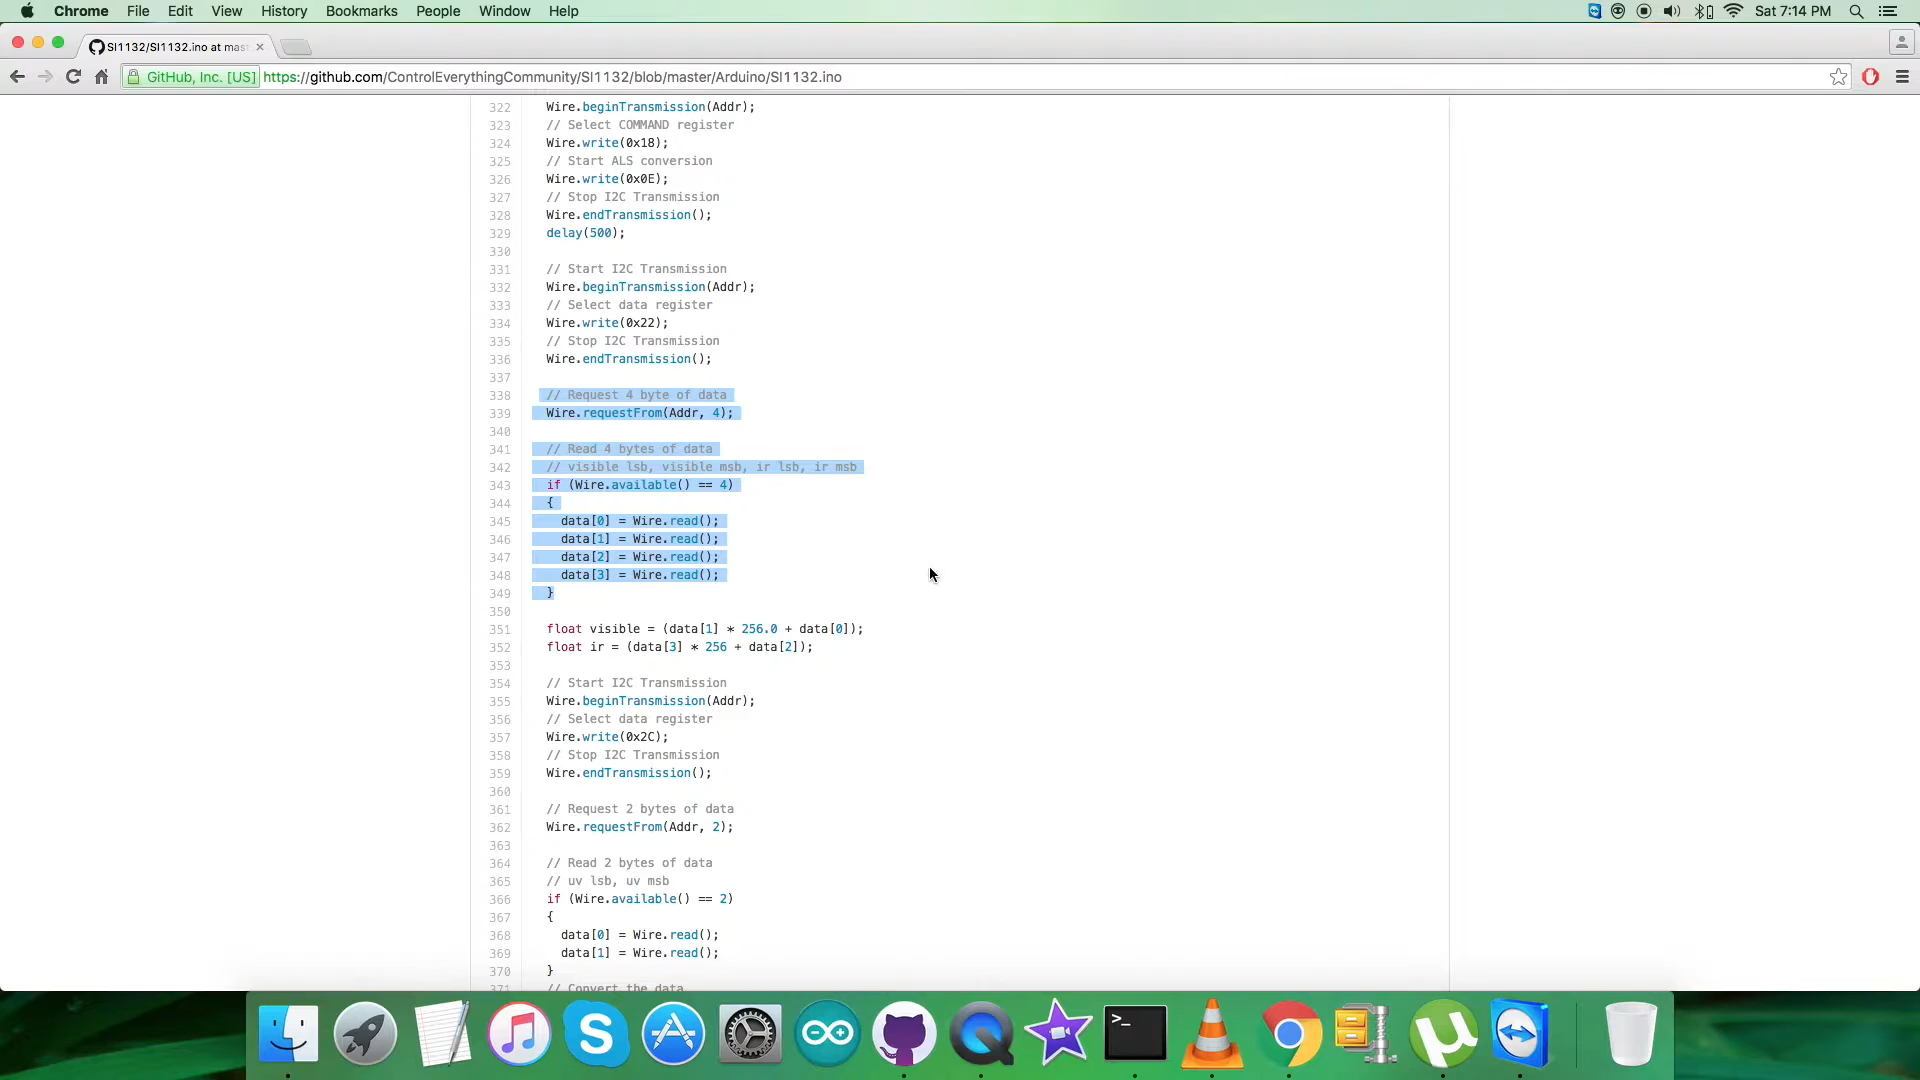 Chrome File Edit View History Bookmarks People Window Help Sat 7:14 PM
SI1132/SI1132.ino at mas
GitHub, Inc. [US] https://github.com/ControlEverythingCommunity/SI1132/blob/master/Arduino/SI1132.ino
322 Wire.beginTransmission(Addr);
323 // Select COMMAND register
324 Wire.write(0x18);
325 // Start ALS conversion
326 Wire.write(0x0E);
327 // Stop I2C Transmission
328 Wire.endTransmission();
329 delay(500);
330
331 // Start I2C Transmission
332 Wire.beginTransmission(Addr);
333 // Select data register
334 Wire.write(0x22);
335 // Stop I2C Transmission
336 Wire.endTransmission();
337
338 // Request 4 byte of data
339 Wire.requestFrom(Addr, 4);
340
341 // Read 4 bytes of data
342 // visible lsb, visible msb, ir lsb, ir msb
343 if (Wire.available() == 4)
344 {
345 data[0] = Wire.read();
346 data[1] = Wire.read();
347 data[2] = Wire.read();
348 data[3] = Wire.read();
349 }
350
351 float visible = (data[1] * 256.0 + data[0]);
352 float ir = (data[3] * 256 + data[2]);
353
354 // Start I2C Transmission
355 Wire.beginTransmission(Addr);
356 // Select data register
357 Wire.write(0x2C);
358 // Stop I2C Transmission
359 Wire.endTransmission();
360
361 // Request 2 bytes of data
362 Wire.requestFrom(Addr, 2);
363
364 // Read 2 bytes of data
365 // uv lsb, uv msb
366 if (Wire.available() == 2)
367 {
368 data[0] = Wire.read();
369 data[1] = Wire.read();
370 }
371 // Convert the data